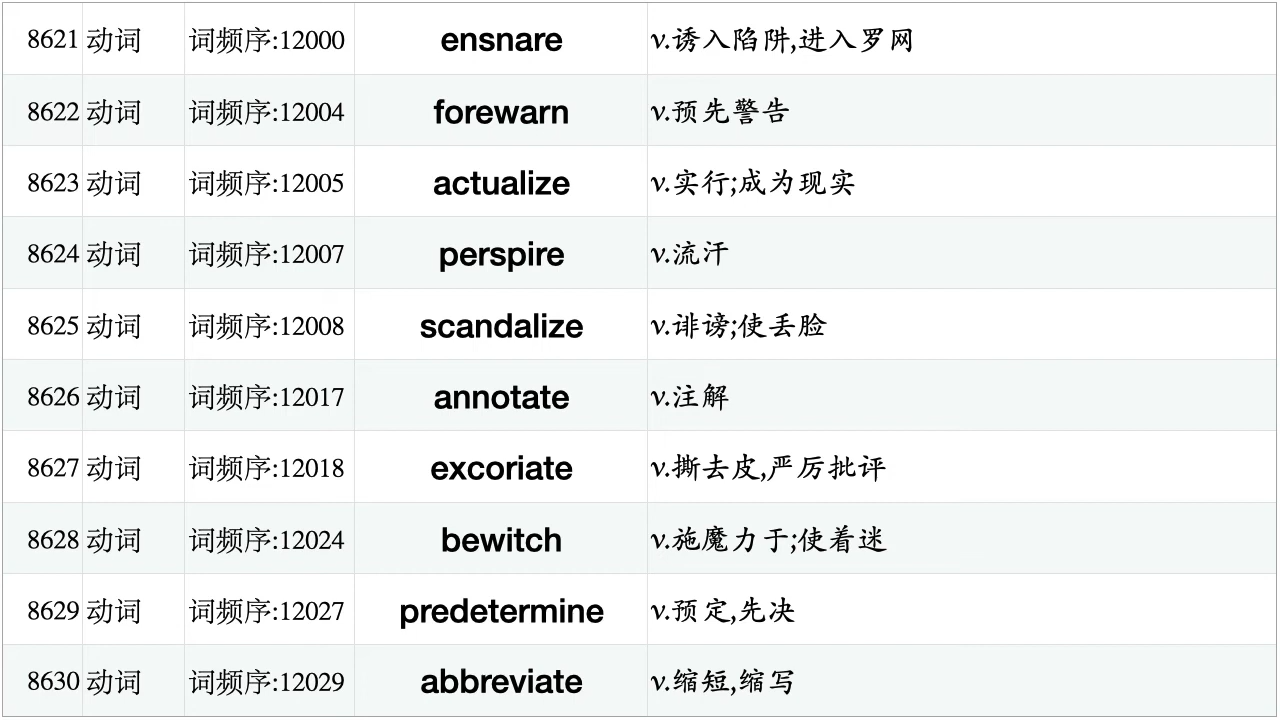 8621 动词 词频序:12000 ensnare v.诱入陷阱,进入罗网
8622 动词 词频序:12004 forewarn v.预先警告
8623 动词 词频序:12005 actualize v.实行;成为现实
8624 动词 词频序:12007 perspire v.流汗
8625 动词 词频序:12008 scandalize v.诽谤;使丢脸
8626 动词 词频序:12017 annotate v.注解
8627 动词 词频序:12018 excoriate v.撕去皮,严厉批评
8628 动词 词频序:12024 bewitch v.施魔力于;使着迷
8629 动词 词频序:12027 predetermine v.预定,先决
8630 动词 词频序:12029 abbreviate v.缩短,缩写